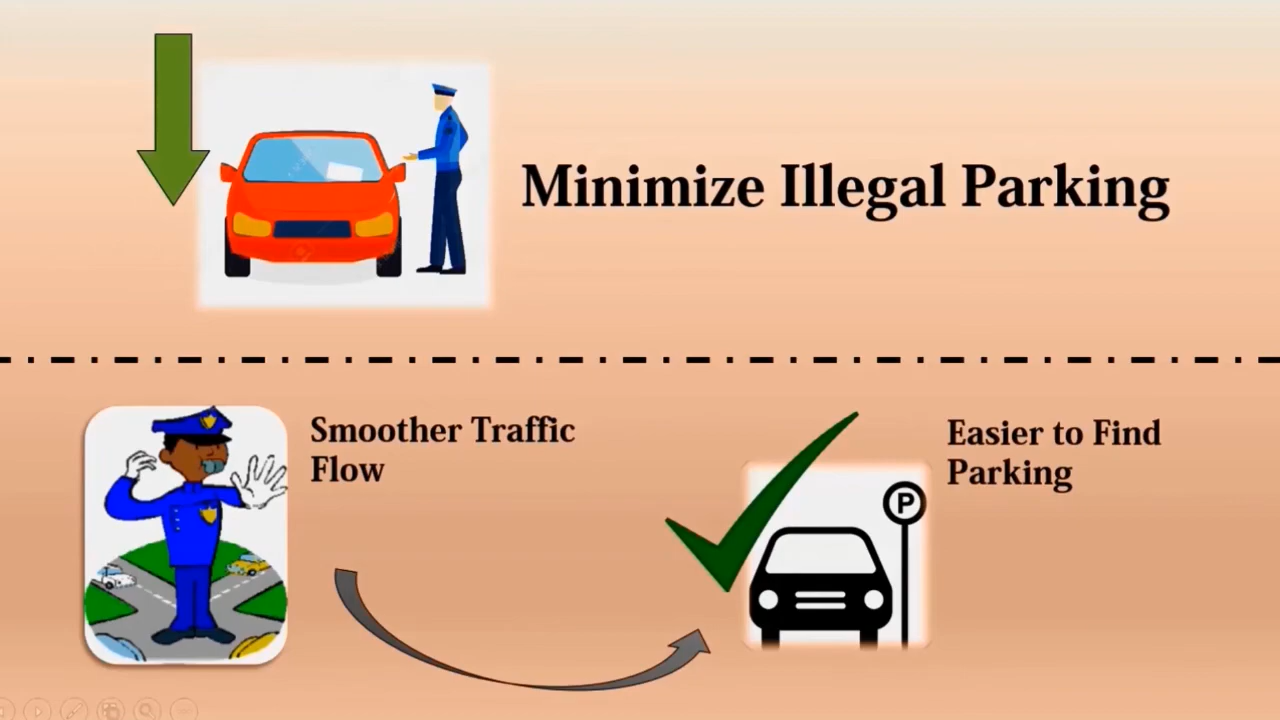 Minimize Illegal Parking
Smoother Traffic
Flow
Easier to Find
Parking
P